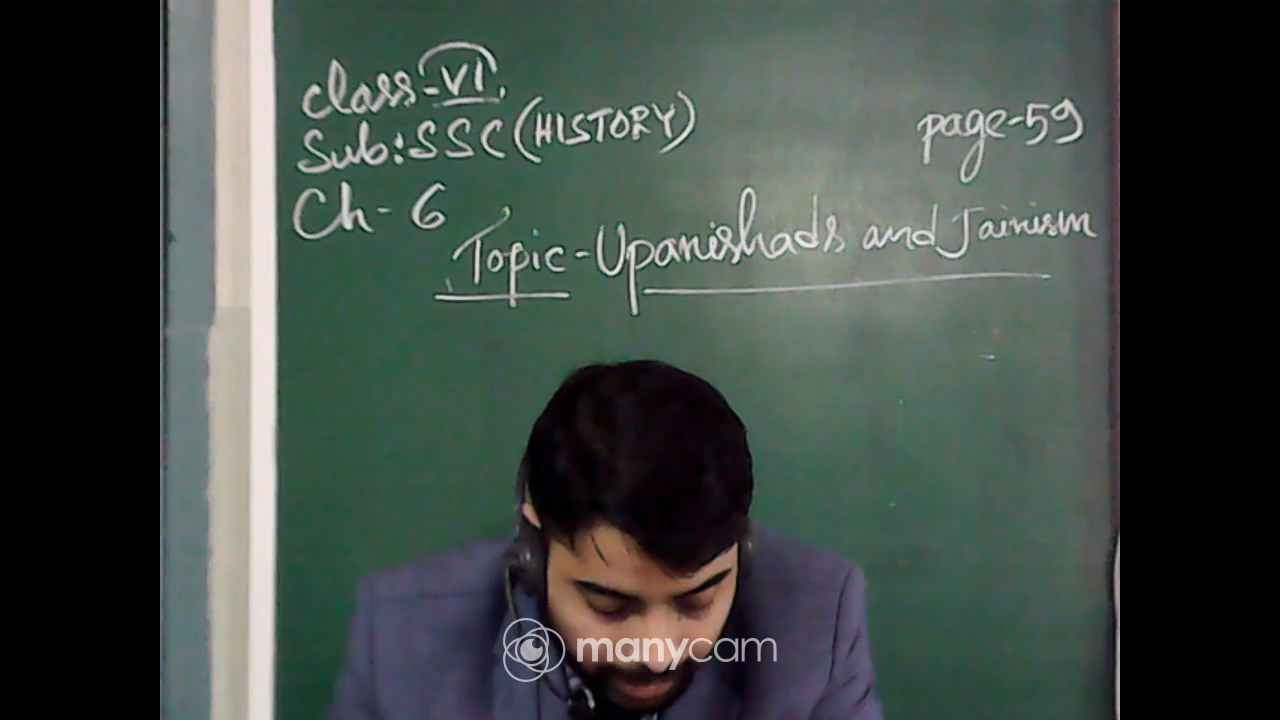 Class-VI.
Sub:SSC(HISTORY)
page-59
Ch-6
Topic-Upanishads and Jainism
manycam